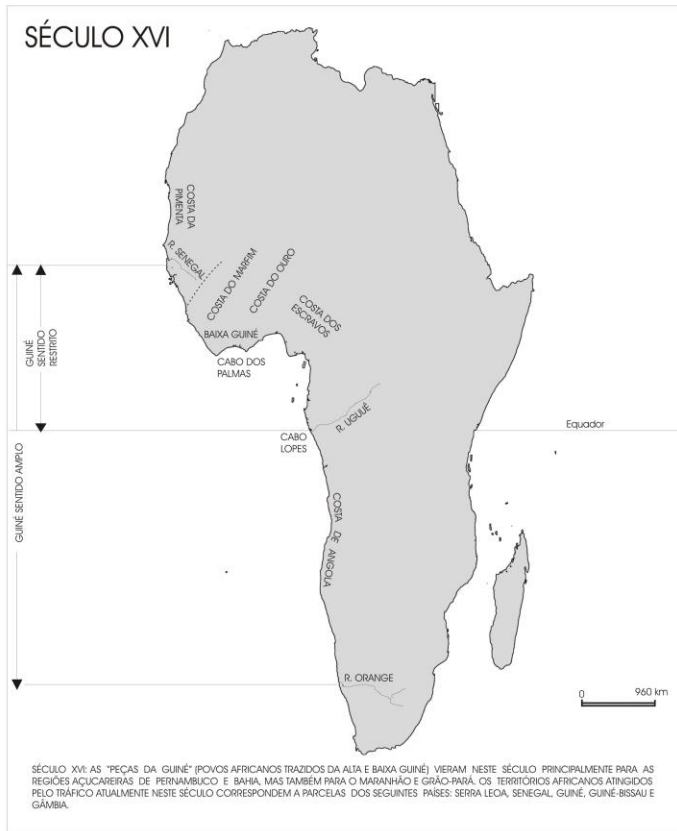 SÉCULO XVI
COSTA DA
PIMENTA
R. SENEGAL
COSTA DO MARFIM
COSTA DO OURO
COSTA DOS
ESCRAVOS
BAIXA GUINÉ
CABO DOS
PALMAS
GUINÉ
SENTIDO
RESTRITO
R. UGUUÉ
Equador
CABO
LOPES
GUINÉ SENTIDO AMPLO
COSTA DE ANGOLA
R. ORANGE
0 960 km
SÉCULO XVI: AS "PEÇAS DA GUINÉ" (POVOS AFRICANOS TRAZIDOS DA ALTA E BAIXA GUINÉ) VIERAM NESTE SÉCULO PRINCIPALMENTE PARA AS
REGIÕES AÇUCAREIRAS DE PERNAMBUCO E BAHIA, MAS TAMBÉM PARA O MARANHÃO E GRÃO-PARÁ. OS TERRITÓRIOS AFRICANOS ATINGIDOS
PELO TRÁFICO ATUALMENTE NESTE SÉCULO CORRESPONDEM A PARCELAS DOS SEGUINTES PAÍSES: SERRA LEOA, SENEGAL, GUINÉ, GUINÉ-BISSAU E
GÂMBIA.